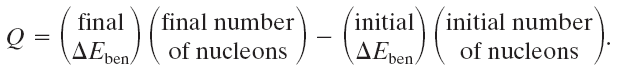 Q = (final ΔE_ben) (final number of nucleons) − (initial ΔE_ben) (initial number of nucleons).